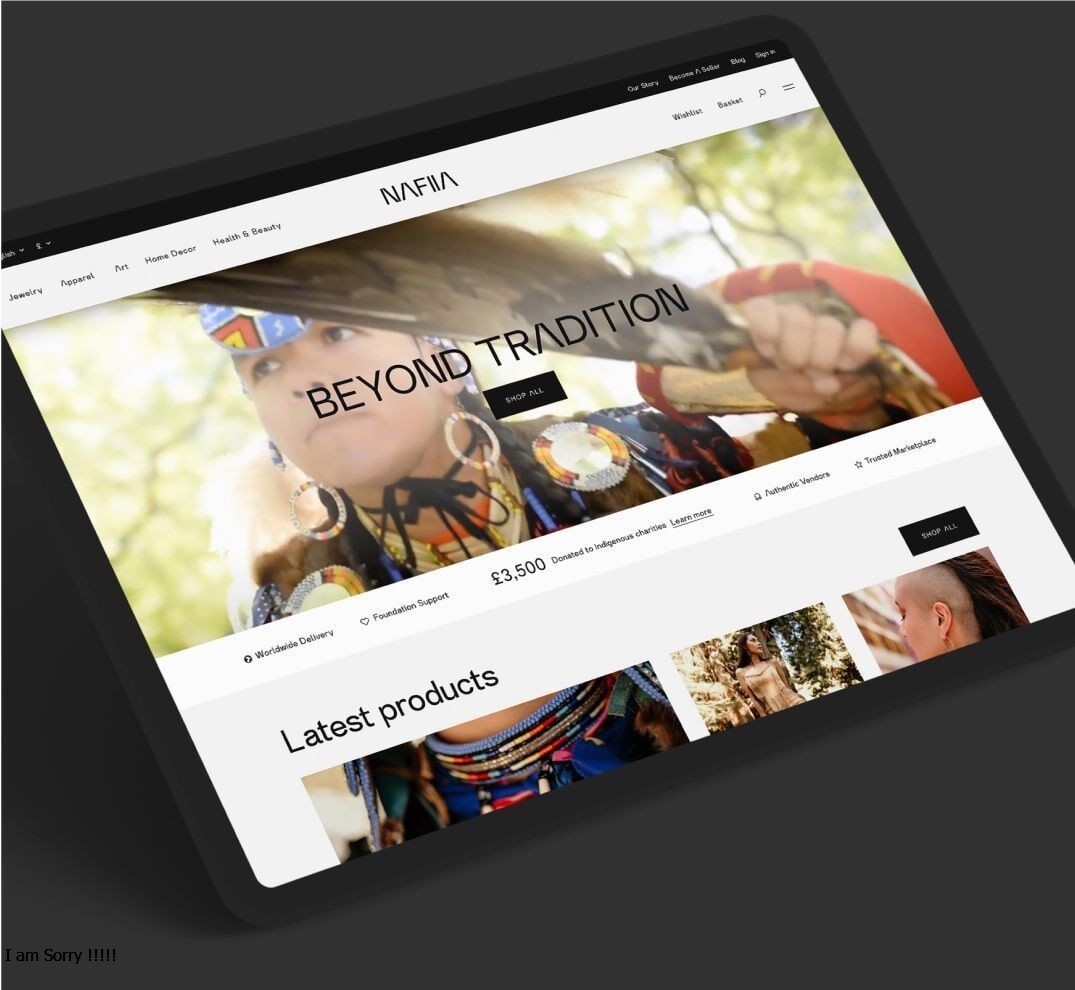 Our Story Become A Seller Blog Sign in
glish £
Wishlist Basket
NAFIIA
Jewelry Apparel Art Home Decor Health & Beauty
BEYOND TRADITION
SHOP ALL
Worldwide Delivery Foundation Support £3,500 Donated to Indigenous charities Learn more Authentic Vendors Trusted Marketplace
SHOP ALL
Latest products
I am Sorry !!!!!